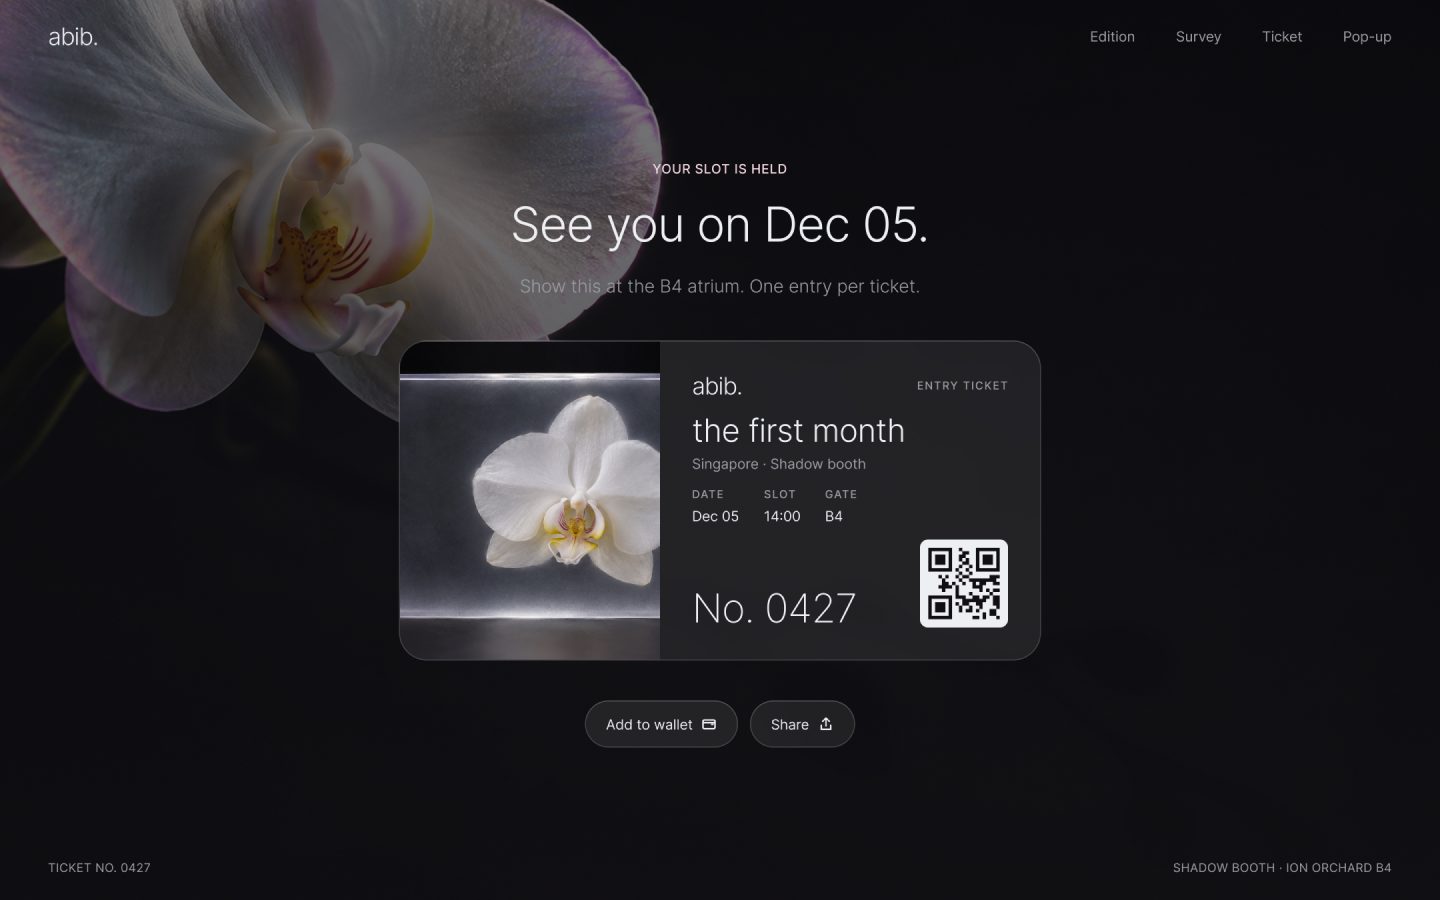 abib.
Edition Survey Ticket Pop-up
YOUR SLOT IS HELD
See you on Dec 05.
Show this at the B4 atrium. One entry per ticket.
abib.
ENTRY TICKET
the first month
Singapore · Shadow booth
DATE SLOT GATE
Dec 05 14:00 B4
No. 0427
Add to wallet
Share
TICKET NO. 0427
SHADOW BOOTH · ION ORCHARD B4